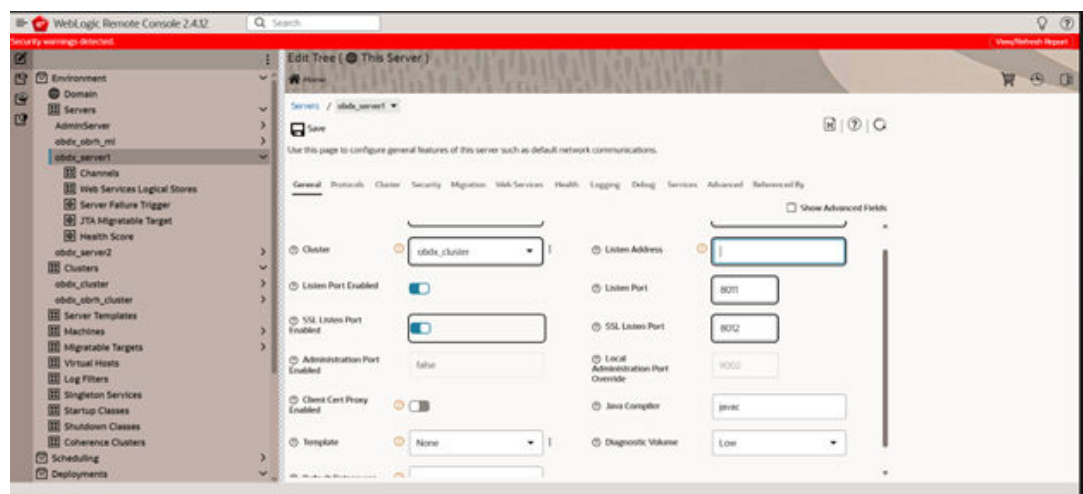 WebLogic Remote Console 2.4.12
Search
Security warnings detected.
View/Refresh Report
Edit Tree ( This Server )
Home
Environment
Domain
Servers
AdminServer
obdx_obrh_ml
obdx_server1
Channels
Web Services Logical Stores
Server Failure Trigger
JTA Migratable Target
Health Score
obdx_server2
Clusters
obdx_cluster
obdx_obrh_cluster
Server Templates
Machines
Migratable Targets
Virtual Hosts
Log Filters
Singleton Services
Startup Classes
Shutdown Classes
Coherence Clusters
Scheduling
Deployments
Servers / obdx_server1
Save
Use this page to configure general features of this server such as default network communications.
General Protocols Cluster Security Migration Web Services Health Logging Debug Services Advanced Referenced By
Show Advanced Fields
Cluster obdx_cluster Listen Address
Listen Port Enabled Listen Port 8011
SSL Listen Port Enabled SSL Listen Port 8012
Administration Port Enabled false Local Administration Port Override 9002
Client Cert Proxy Enabled Java Compiler javac
Template None Diagnostic Volume Low